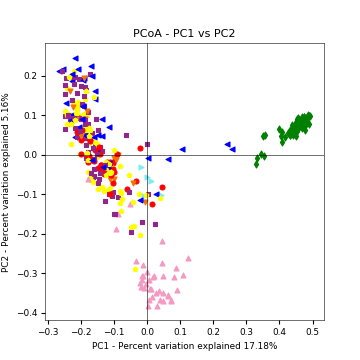 PCoA - PC1 vs PC2
PC2 - Percent variation explained 5.16%
0.2
0.1
0.0
−0.1
−0.2
−0.3
−0.4
−0.3 −0.2 −0.1 0.0 0.1 0.2 0.3 0.4 0.5
PC1 - Percent variation explained 17.18%